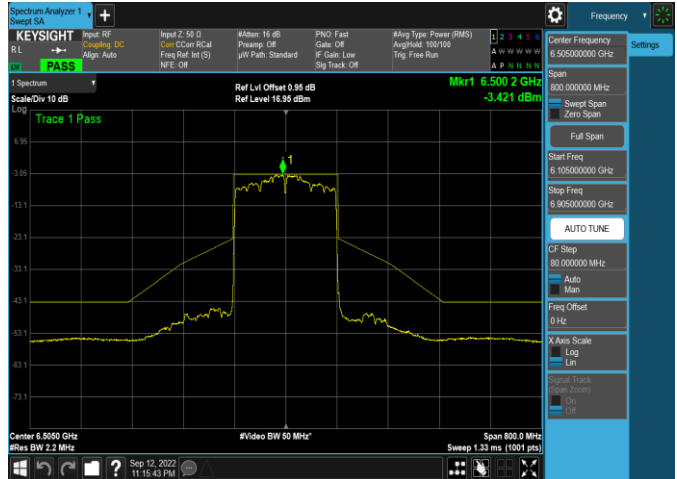 Spectrum Analyzer 1
Swept SA
Frequency
Settings
KEYSIGHT
RL
PASS
Input: RF
Coupling: DC
Align: Auto
Input Z: 50 Ω
Corr CCorr RCal
Freq Ref: Int (S)
NFE: Off
#Atten: 16 dB
Preamp: Off
µW Path: Standard
PNO: Fast
Gate: Off
IF Gain: Low
Sig Track: Off
#Avg Type: Power (RMS)
Avg|Hold: 100/100
Trig: Free Run
1 2 3 4 5 6
A W W W W W
A P N N N N
1 Spectrum
Scale/Div 10 dB
Log
Ref Lvl Offset 0.95 dB
Ref Level 16.95 dBm
Mkr1 6.500 2 GHz
-3.421 dBm
Trace 1 Pass
1
6.95
-3.05
-13.1
-23.1
-33.1
-43.1
-53.1
-63.1
-73.1
Center 6.5050 GHz
#Res BW 2.2 MHz
#Video BW 50 MHz*
Span 800.0 MHz
Sweep 1.33 ms (1001 pts)
Center Frequency
6.505000000 GHz
Span
800.000000 MHz
Swept Span
Zero Span
Full Span
Start Freq
6.105000000 GHz
Stop Freq
6.905000000 GHz
AUTO TUNE
CF Step
80.000000 MHz
Auto
Man
Freq Offset
0 Hz
X Axis Scale
Log
Lin
Signal Track
(Span Zoom)
On
Off
?
Sep 12, 2022
11:15:43 PM